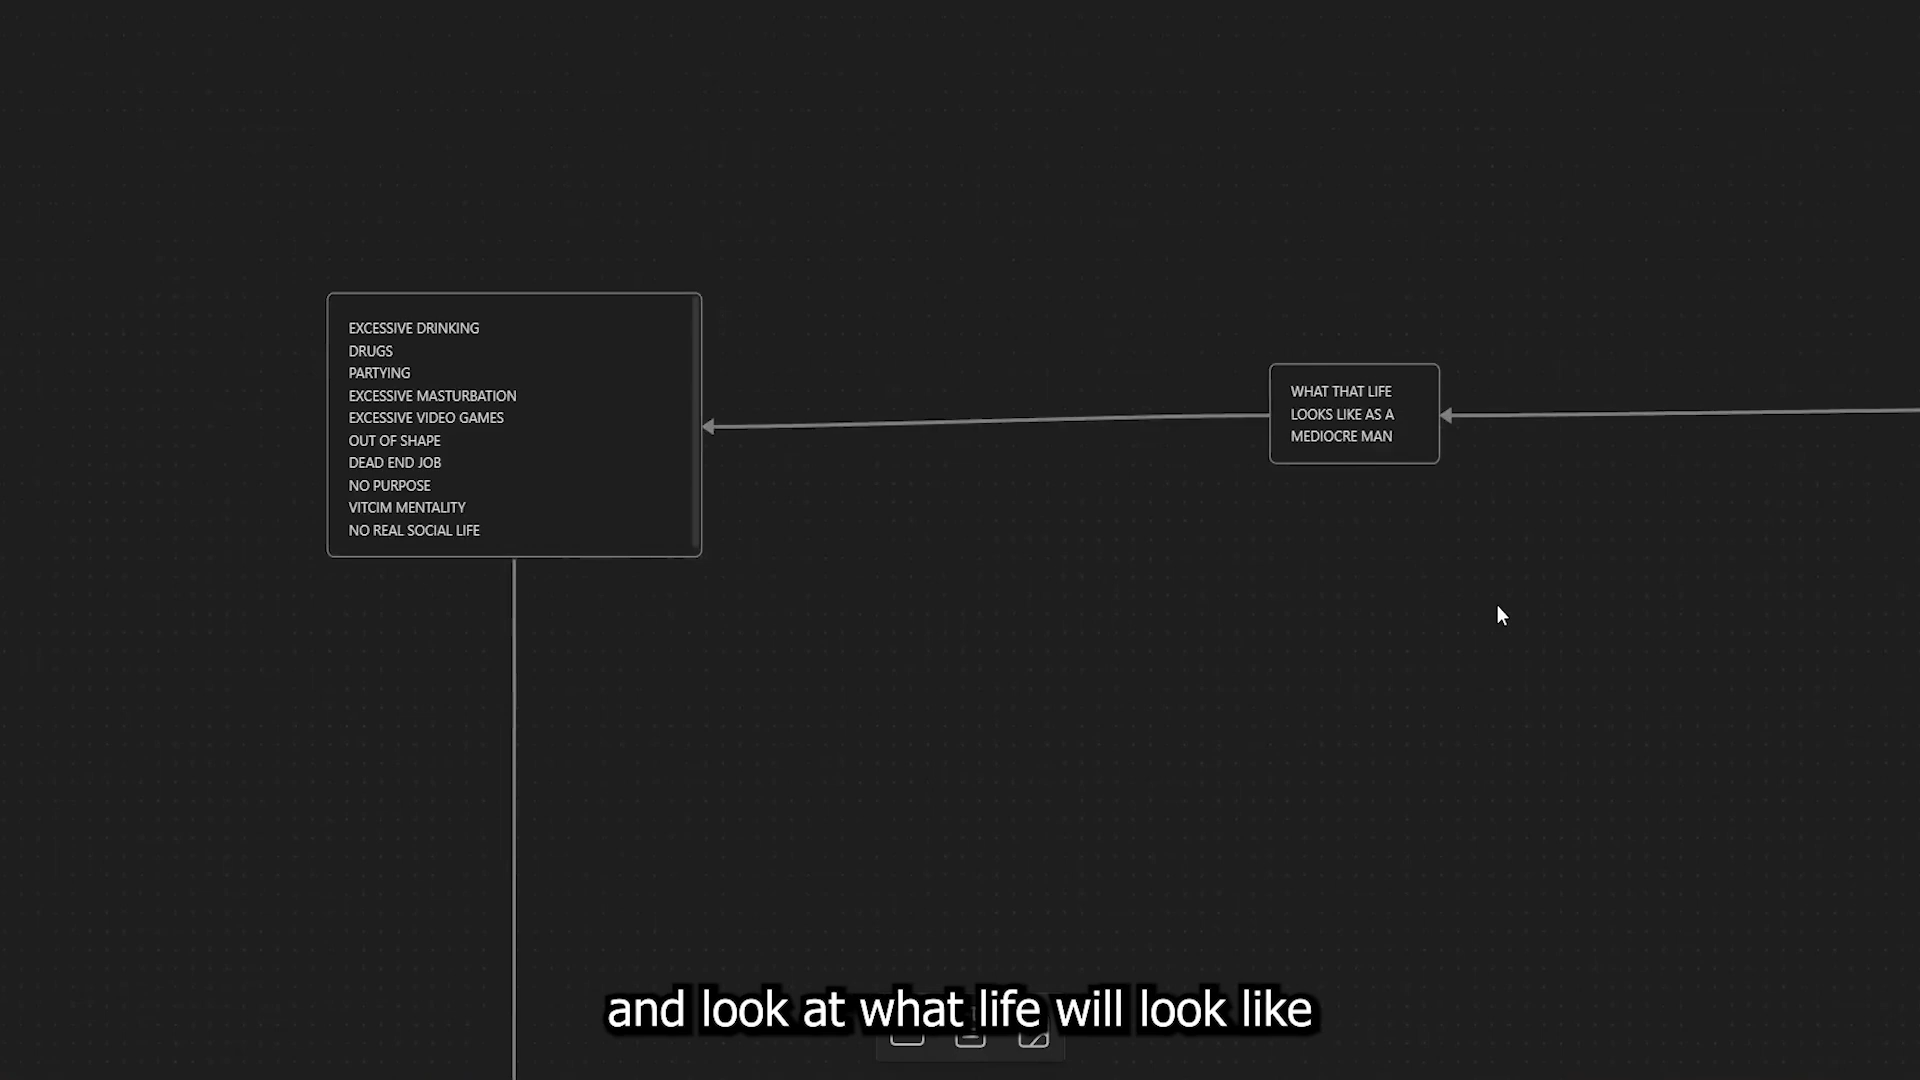 EXCESSIVE DRINKING
DRUGS
PARTYING
EXCESSIVE MASTURBATION
EXCESSIVE VIDEO GAMES
OUT OF SHAPE
DEAD END JOB
NO PURPOSE
VITCIM MENTALITY
NO REAL SOCIAL LIFE
WHAT THAT LIFE
LOOKS LIKE AS A
MEDIOCRE MAN
and look at what life will look like